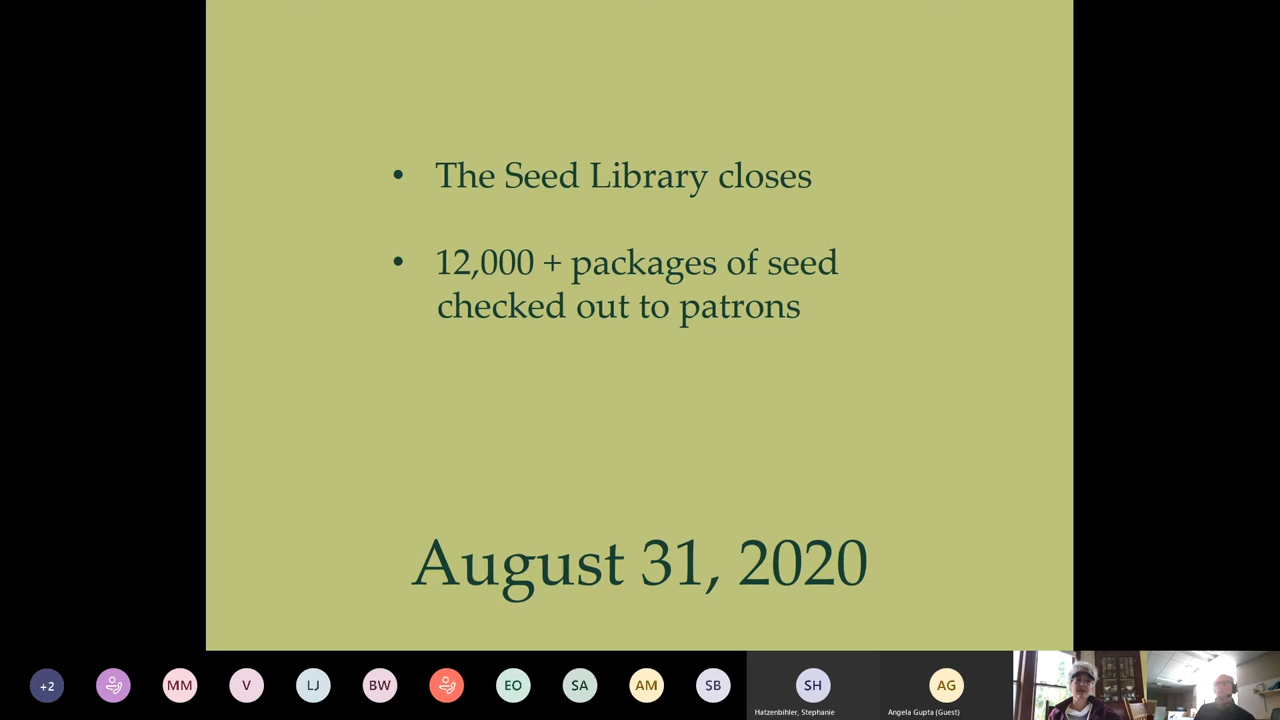 • The Seed Library closes
• 12,000 + packages of seed
checked out to patrons
August 31, 2020
+2 MM V LJ BW EO SA AM SB SH AG
Hatzenbihler, Stephanie Angela Gupta (Guest)